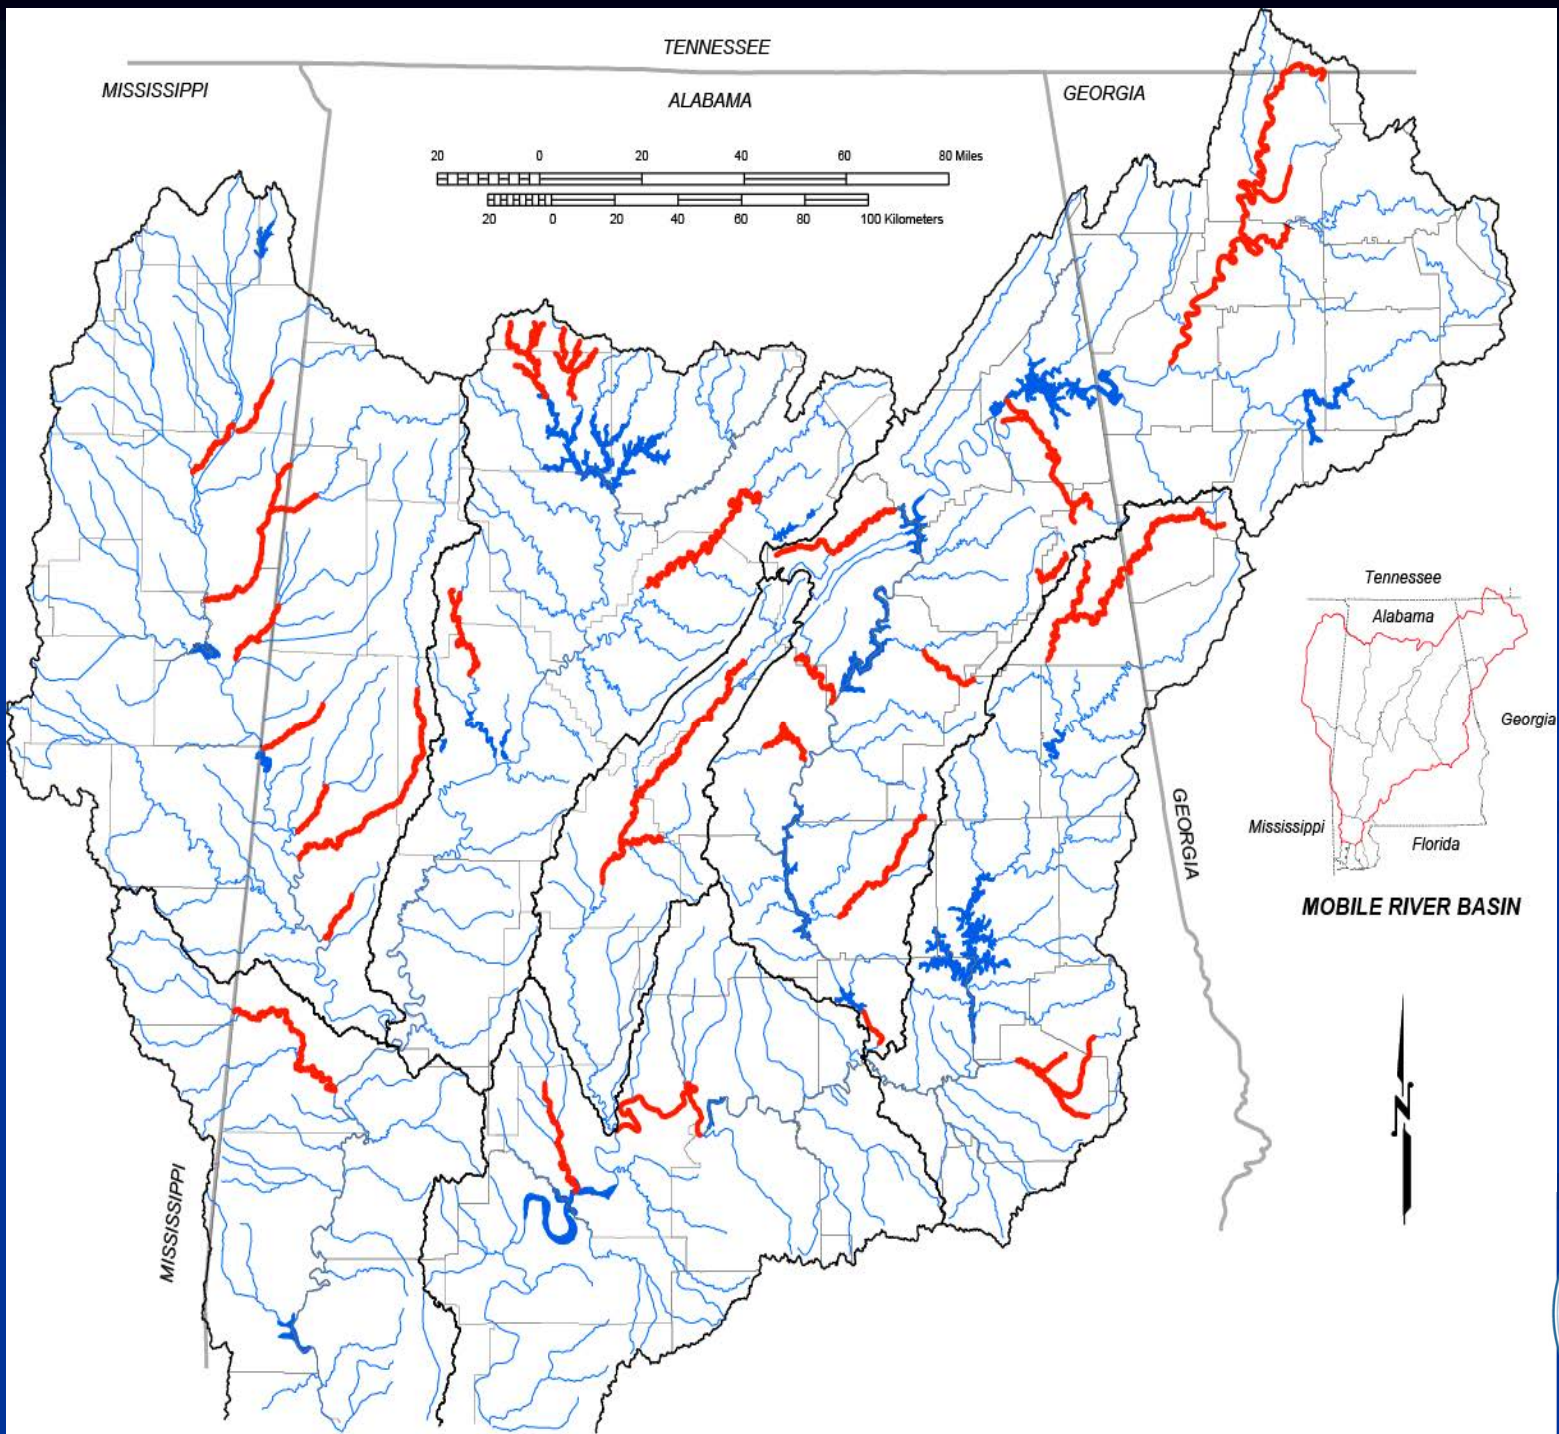 TENNESSEE
MISSISSIPPI
ALABAMA
GEORGIA
20 0 20 40 60 80 Miles
20 0 20 40 60 80 100 Kilometers
Tennessee
Alabama
Georgia
Mississippi
Florida
MOBILE RIVER BASIN
GEORGIA
MISSISSIPPI
N